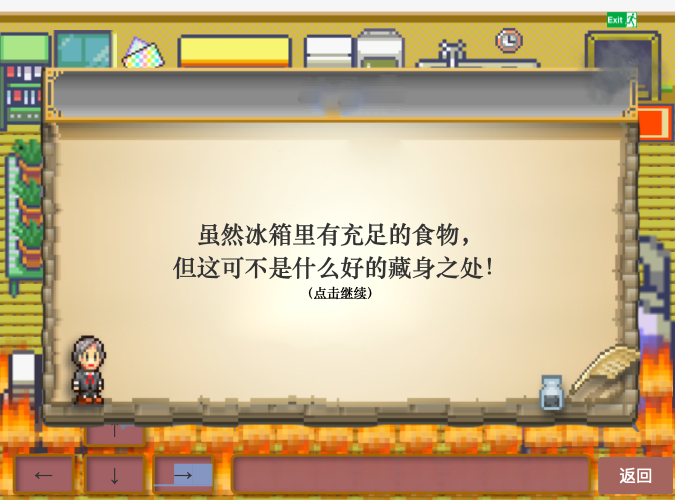 Exit
虽然冰箱里有充足的食物，
但这可不是什么好的藏身之处！
（点击继续）
↑
← ↓ → 返回